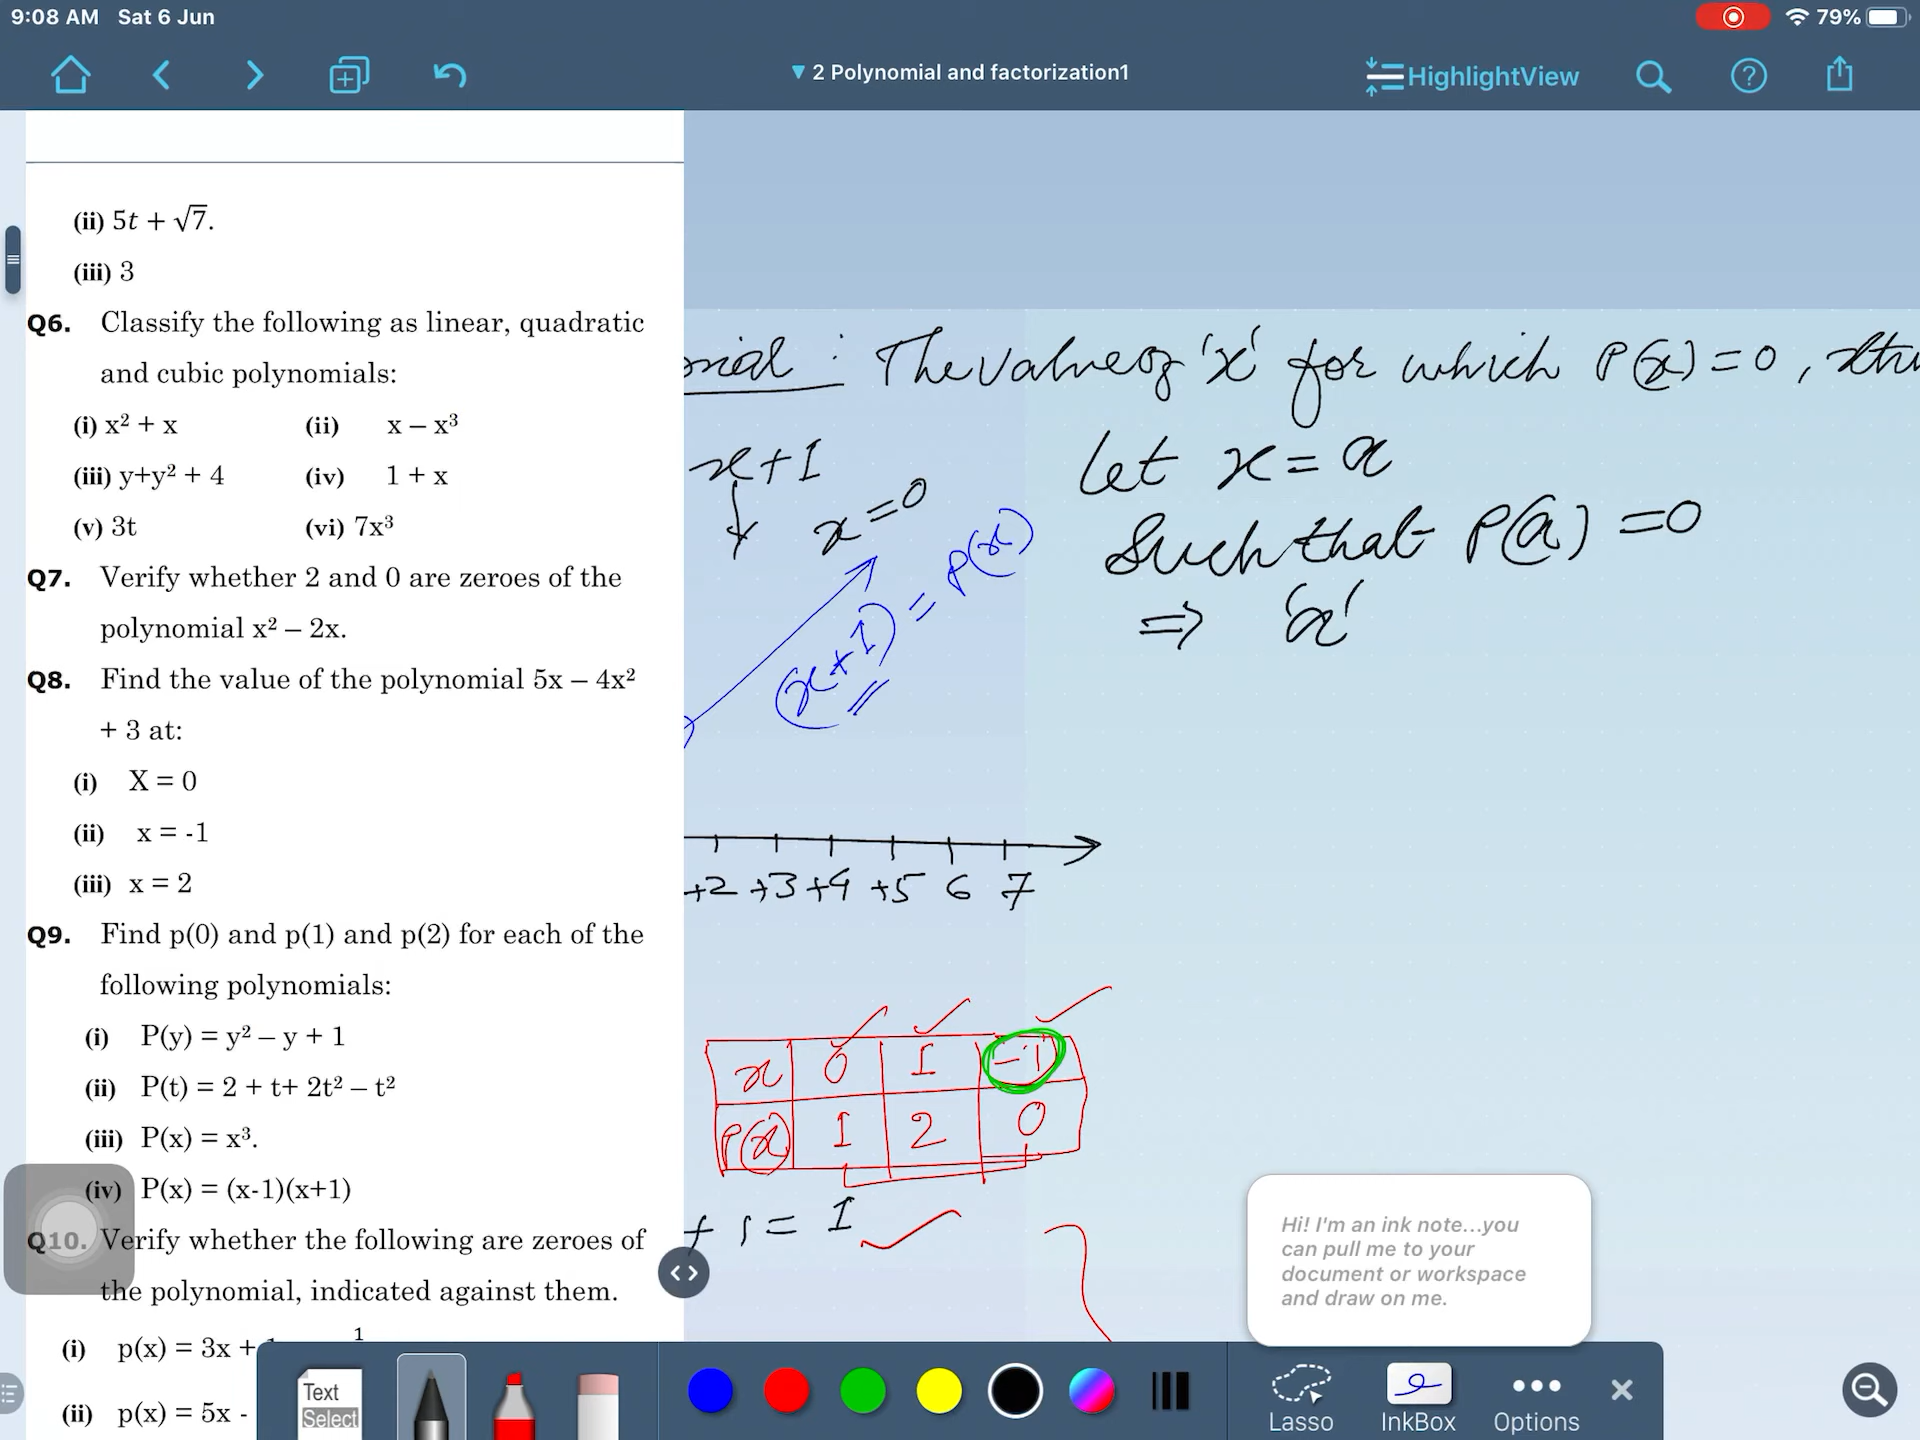 9:08 AM Sat 6 Jun
79%
▼ 2 Polynomial and factorization1
HighlightView
(ii) 5t + √7.
(iii) 3
Q6. Classify the following as linear, quadratic
and cubic polynomials:
(i) x² + x (ii) x – x³
(iii) y+y² + 4 (iv) 1 + x
(v) 3t (vi) 7x³
Q7. Verify whether 2 and 0 are zeroes of the
polynomial x² – 2x.
Q8. Find the value of the polynomial 5x – 4x²
+ 3 at:
(i) X = 0
(ii) x = -1
(iii) x = 2
Q9. Find p(0) and p(1) and p(2) for each of the
following polynomials:
(i) P(y) = y² – y + 1
(ii) P(t) = 2 + t+ 2t² – t²
(iii) P(x) = x³.
(iv) P(x) = (x-1)(x+1)
Q10. Verify whether the following are zeroes of
the polynomial, indicated against them.
(i) p(x) = 3x +
1
(ii) p(x) = 5x -
: The value of 'x' for which P(x) = 0 ,
x+1
x=0
(x+1) = P(x)
Let x = a
Such that P(a) = 0
⇒ 'a'
+2 +3 +4 +5 6 7
x 0 1 -1
P(x) 1 2 0
+ 1 = 1
Hi! I'm an ink note...you
can pull me to your
document or workspace
and draw on me.
Text
Select
Lasso
InkBox
Options